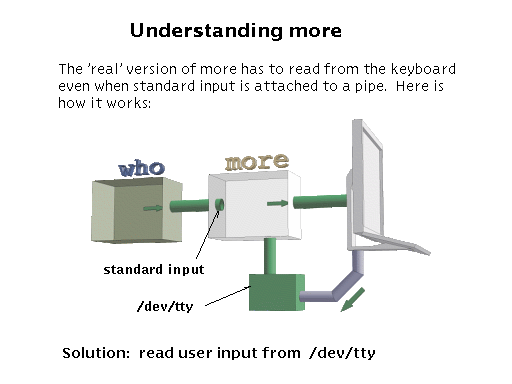 Understanding more
The 'real' version of more has to read from the keyboard
even when standard input is attached to a pipe.  Here is
how it works:
who
more
standard input
/dev/tty
Solution:  read user input from  /dev/tty